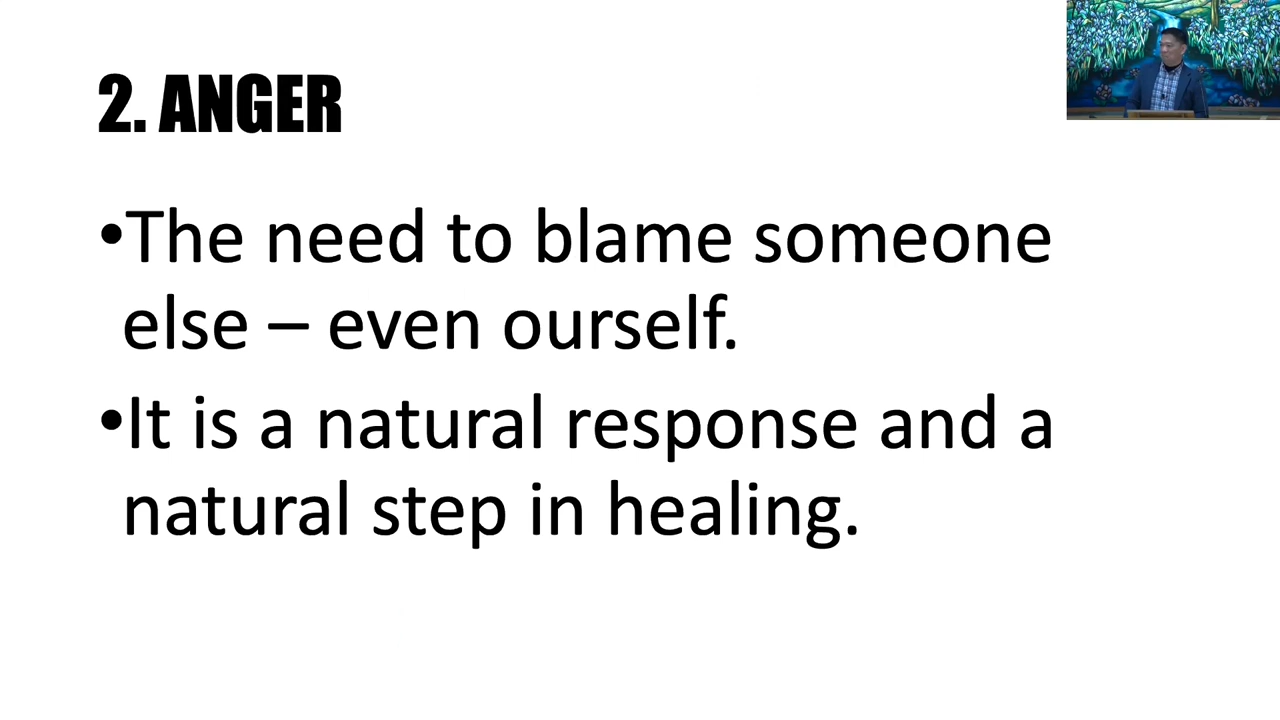 2. ANGER
•The need to blame someone
else – even ourself.
•It is a natural response and a
natural step in healing.